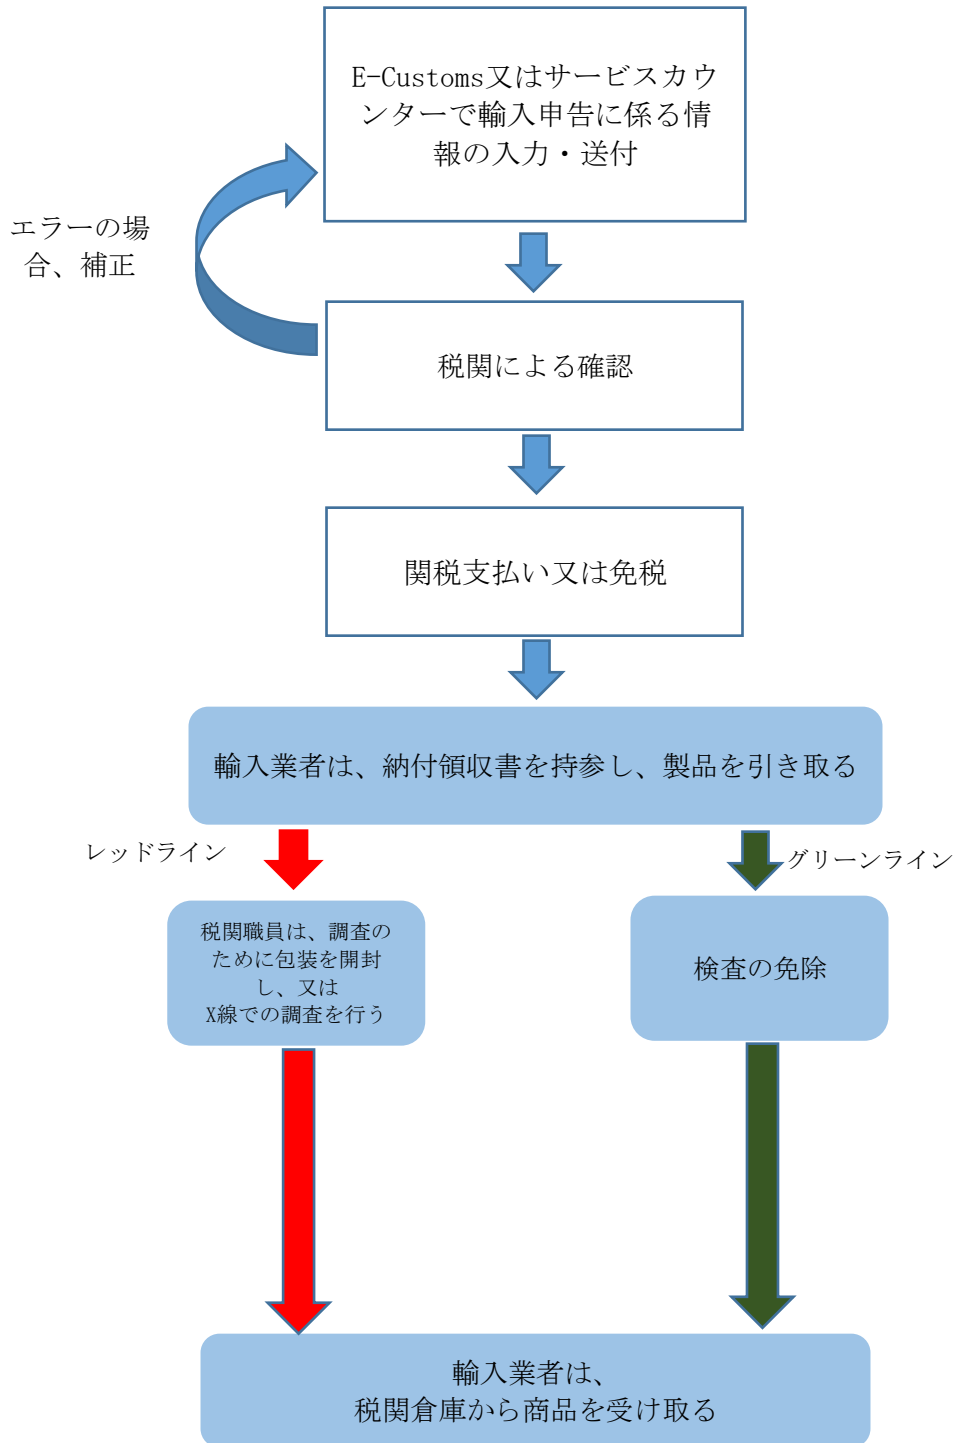 E-Customs又はサービスカウ
ンターで輸入申告に係る情
報の入力・送付
エラーの場
合、補正
税関による確認
関税支払い又は免税
輸入業者は、納付領収書を持参し、製品を引き取る
レッドライン
グリーンライン
税関職員は、調査の
ために包装を開封
し、又は
X線での調査を行う
検査の免除
輸入業者は、
税関倉庫から商品を受け取る